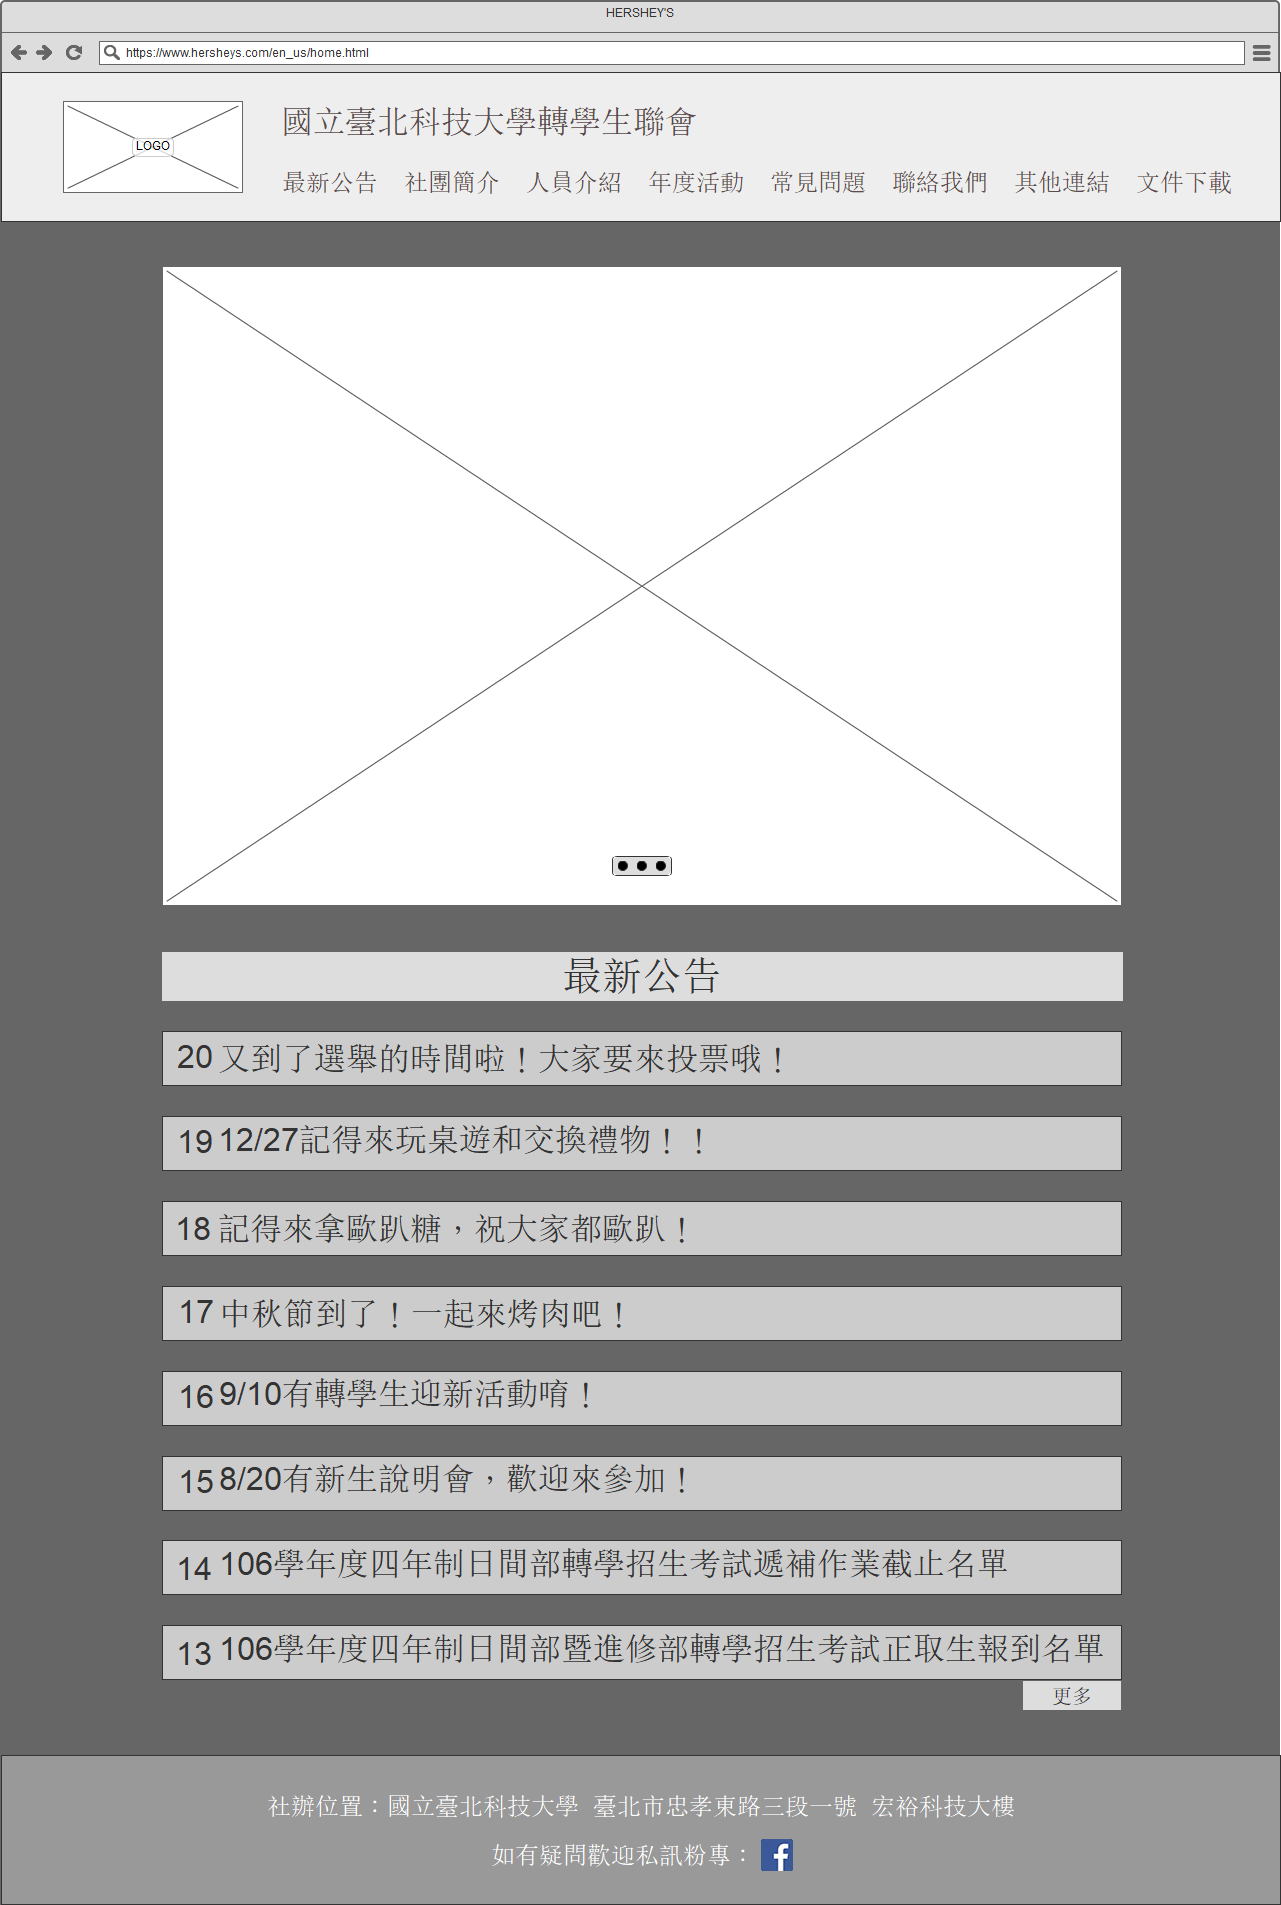 HERSHEY'S
https://www.hersheys.com/en_us/home.html
LOGO
國立臺北科技大學轉學生聯會
最新公告 社團簡介 人員介紹 年度活動 常見問題 聯絡我們 其他連結 文件下載
最新公告
20 又到了選舉的時間啦！大家要來投票哦！
19 12/27記得來玩桌遊和交換禮物！！
18 記得來拿歐趴糖，祝大家都歐趴！
17 中秋節到了！一起來烤肉吧！
16 9/10有轉學生迎新活動唷！
15 8/20有新生說明會，歡迎來參加！
14 106學年度四年制日間部轉學招生考試遞補作業截止名單
13 106學年度四年制日間部暨進修部轉學招生考試正取生報到名單
更多
社辦位置：國立臺北科技大學 臺北市忠孝東路三段一號 宏裕科技大樓
如有疑問歡迎私訊粉專：